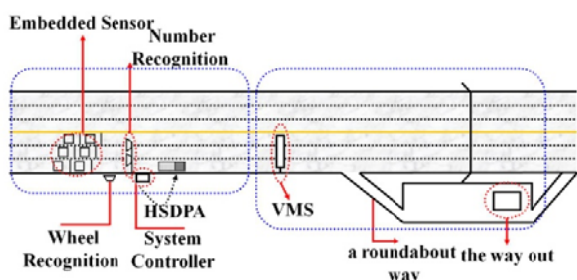 Embedded Sensor
Number
Recognition
HSDPA
VMS
Wheel
Recognition
System
Controller
a roundabout
way
the way out